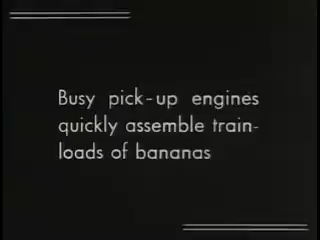 Busy pick-up engines
quickly assemble train-
loads of bananas